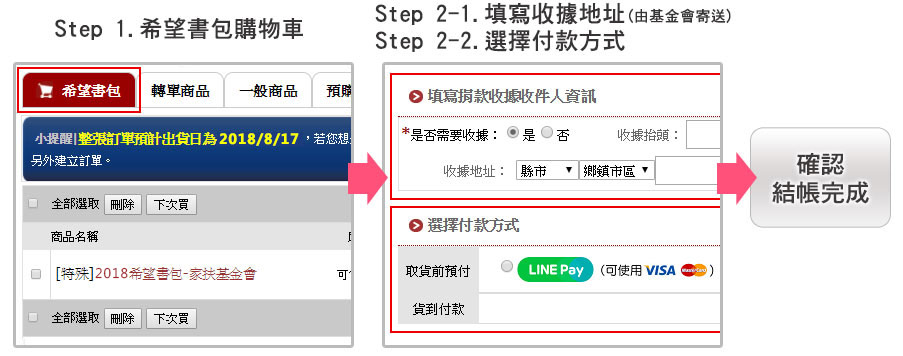 Step 1.希望書包購物車
希望書包
轉單商品
一般商品
預購
小提醒|整張訂單預計出貨日為 2018/8/17，若您想
另外建立訂單。
全部選取 刪除 下次買
商品名稱
[特殊]2018希望書包-家扶基金會
可
全部選取 刪除 下次買
Step 2-1.填寫收據地址(由基金會寄送)
Step 2-2.選擇付款方式
填寫捐款收據收件人資訊
*是否需要收據： 是 否 收據抬頭：
收據地址： 縣市 鄉鎮市區
選擇付款方式
取貨前預付 LINE Pay (可使用 VISA MasterCard )
貨到付款
確認
結帳完成